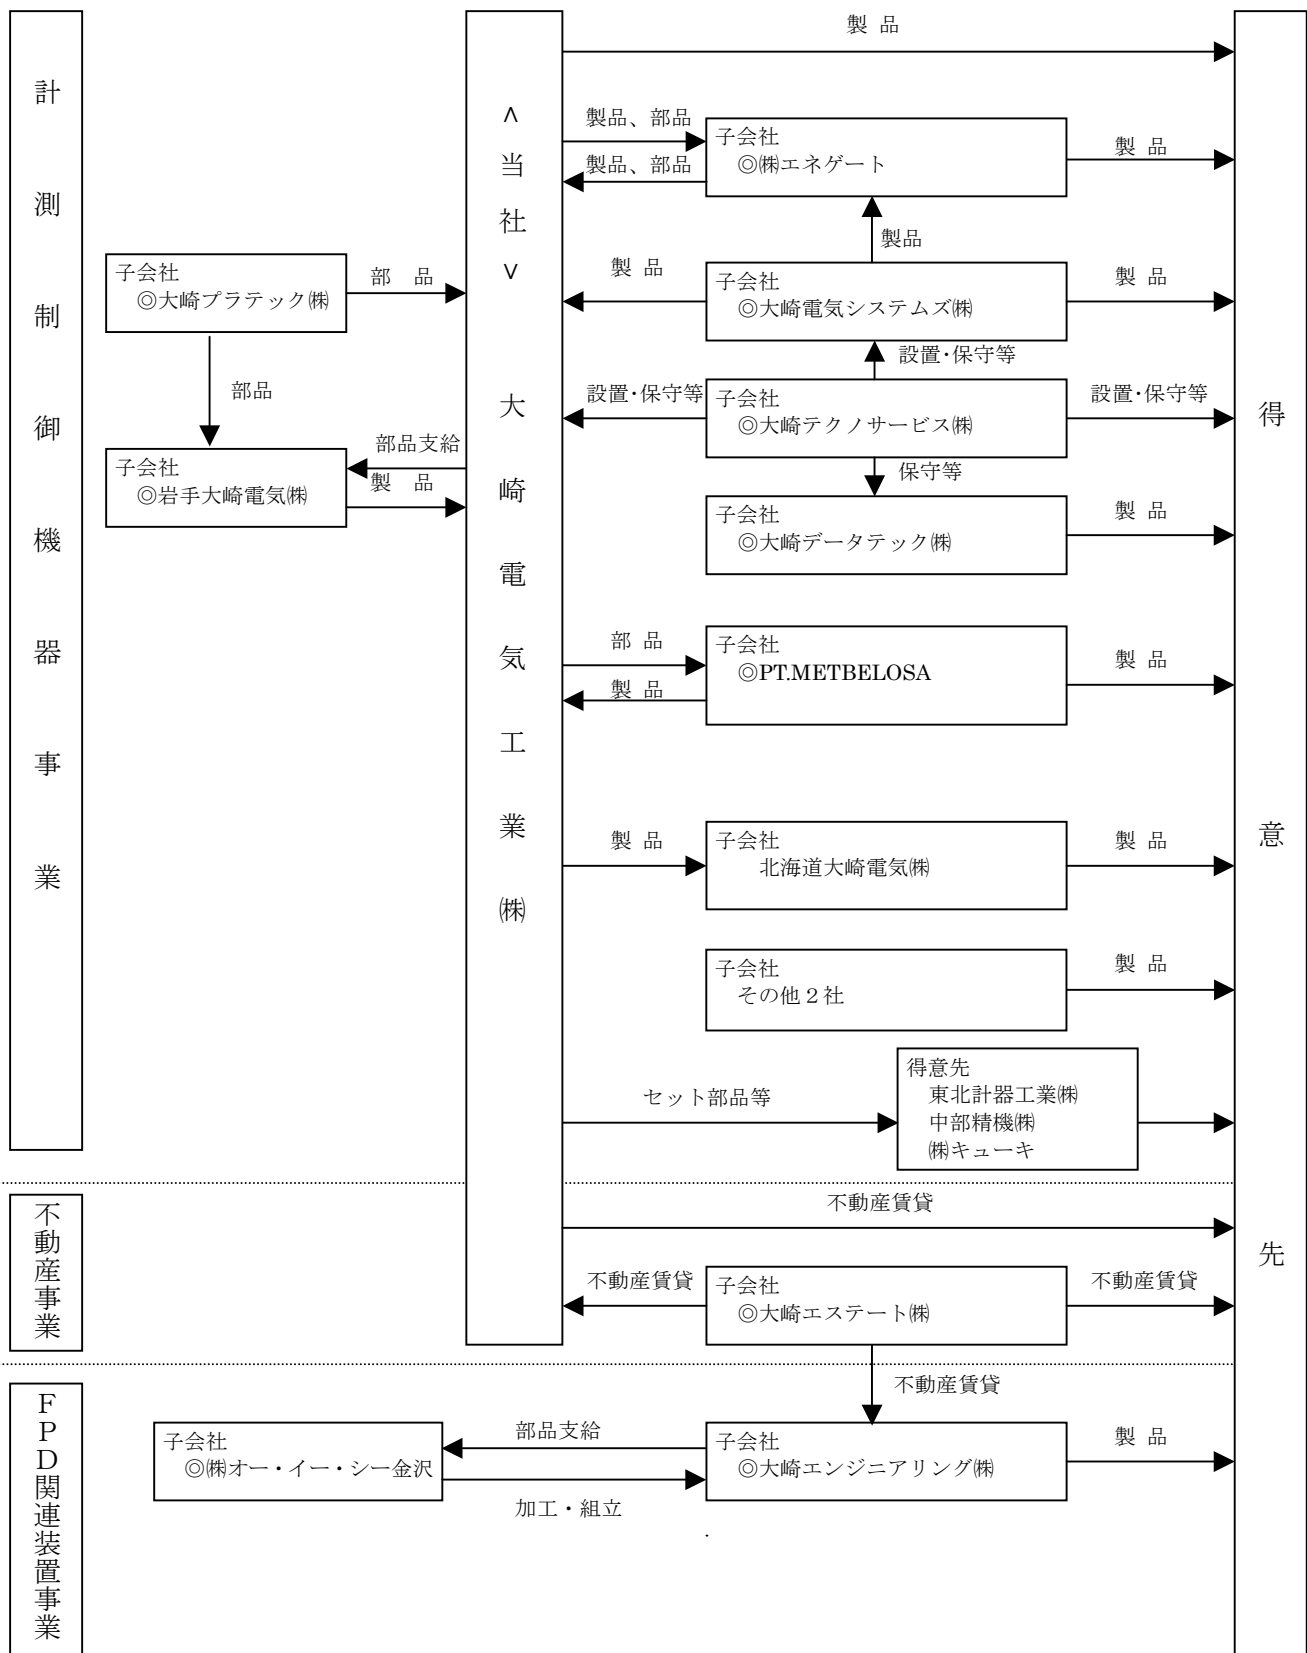 計測制御機器事業
不動産事業
FPD関連装置事業
<当社> 大崎電気工業㈱
得意先
製 品
製品、部品
製品、部品
子会社
◎㈱エネゲート
製 品
製品
子会社
◎大崎プラテック㈱
部 品
製 品
子会社
◎大崎電気システムズ㈱
製 品
設置・保守等
部品
設置・保守等
子会社
◎大崎テクノサービス㈱
設置・保守等
子会社
◎岩手大崎電気㈱
部品支給
製 品
保守等
子会社
◎大崎データテック㈱
製 品
部 品
製 品
子会社
◎PT.METBELOSA
製 品
製 品
子会社
北海道大崎電気㈱
製 品
子会社
その他2社
製 品
セット部品等
得意先
東北計器工業㈱
中部精機㈱
㈱キューキ
不動産賃貸
不動産賃貸
子会社
◎大崎エステート㈱
不動産賃貸
不動産賃貸
子会社
◎㈱オー・イー・シー金沢
部品支給
加工・組立
子会社
◎大崎エンジニアリング㈱
製 品